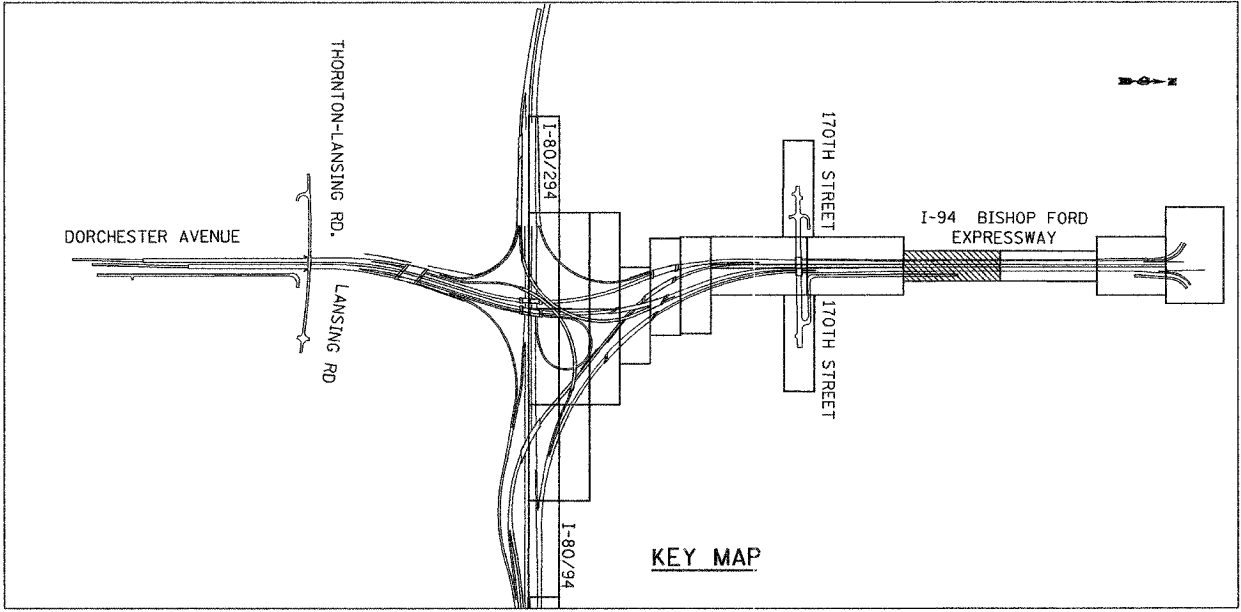 THORNTON-LANSING RD.
I-80/294
170TH STREET
N
I-94 BISHOP FORD
EXPRESSWAY
DORCHESTER AVENUE
LANSING RD
170TH STREET
I-80/94
KEY MAP